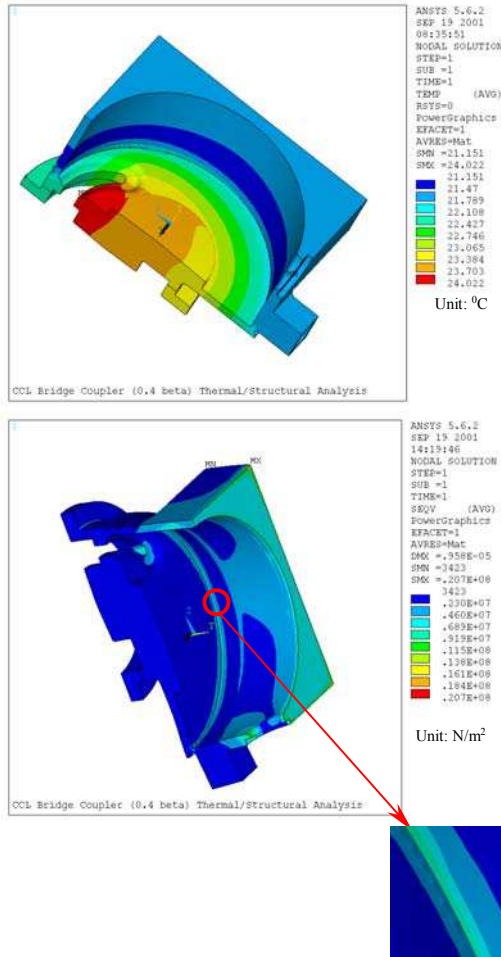 1
ANSYS 5.6.2
SEP 19 2001
08:35:51
NODAL SOLUTION
STEP=1
SUB =1
TIME=1
TEMP (AVG)
RSYS=0
PowerGraphics
EFACET=1
AVRES=Mat
SMN =21.151
SMX =24.022
21.151
21.47
21.789
22.108
22.427
22.746
23.065
23.384
23.703
24.022
Unit: ⁰C
CCL Bridge Coupler (0.4 beta) Thermal/Structural Analysis
1
MN MX
ANSYS 5.6.2
SEP 19 2001
14:19:46
NODAL SOLUTION
STEP=1
SUB =1
TIME=1
SEQV (AVG)
PowerGraphics
EFACET=1
AVRES=Mat
DMX =.958E-05
SMN =3423
SMX =.207E+08
3423
.230E+07
.460E+07
.689E+07
.919E+07
.115E+08
.138E+08
.161E+08
.184E+08
.207E+08
Unit: N/m²
CCL Bridge Coupler (0.4 beta) Thermal/Structural Analysis